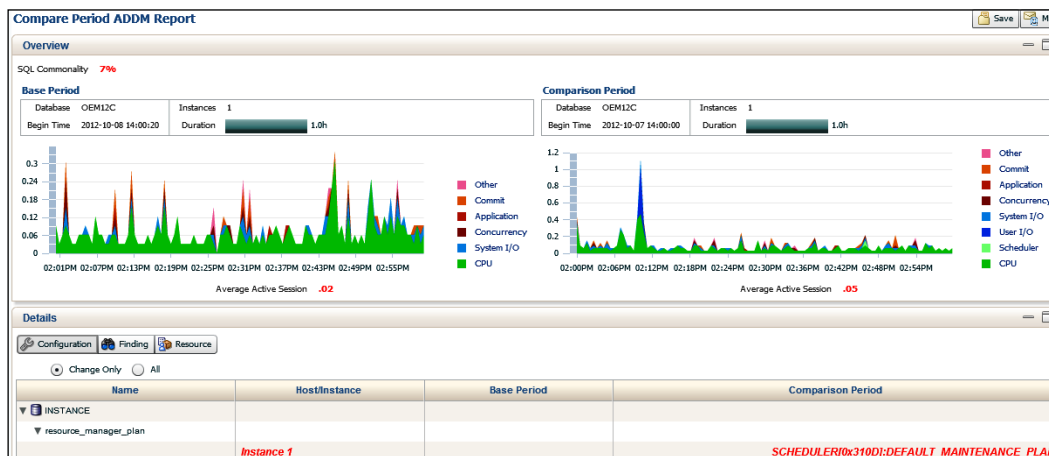 Compare Period ADDM Report
Save
M
Overview
SQL Commonality 7%
Base Period
Database OEM12C Instances 1
Begin Time 2012-10-08 14:00:20 Duration 1.0h
0.3
0.24
0.18
0.12
0.06
0
02:01PM 02:07PM 02:13PM 02:19PM 02:25PM 02:31PM 02:37PM 02:43PM 02:49PM 02:55PM
Other
Commit
Application
Concurrency
System I/O
CPU
Average Active Session .02
Comparison Period
Database OEM12C Instances 1
Begin Time 2012-10-07 14:00:00 Duration 1.0h
1.2
1
0.8
0.6
0.4
0.2
0
02:00PM 02:06PM 02:12PM 02:18PM 02:24PM 02:30PM 02:36PM 02:42PM 02:48PM 02:54PM
Other
Commit
Application
Concurrency
System I/O
User I/O
Scheduler
CPU
Average Active Session .05
Details
Configuration Finding Resource
Change Only All
Name Host/Instance Base Period Comparison Period
INSTANCE
resource_manager_plan
Instance 1 SCHEDULER[0x310D]:DEFAULT_MAINTENANCE_PLA